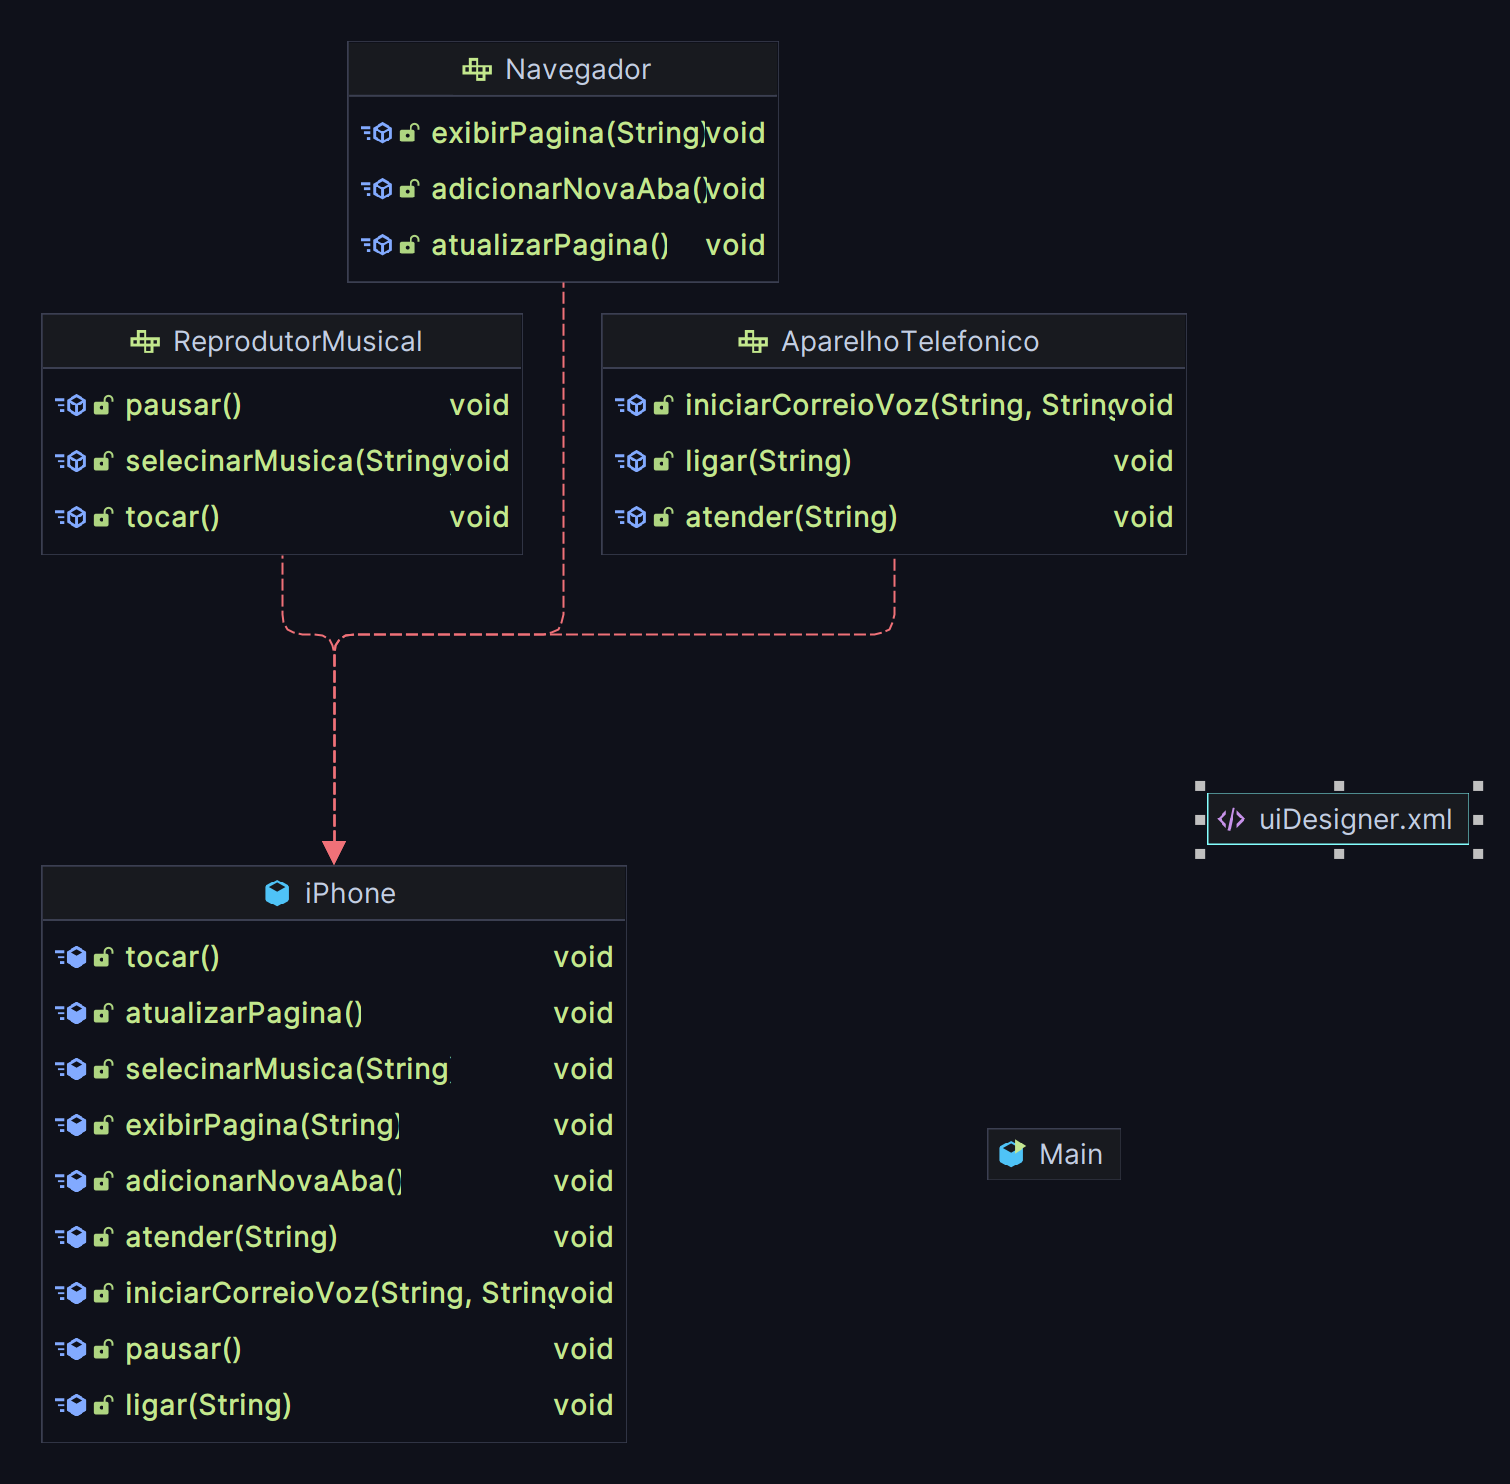 Navegador
exibirPagina(String) void
adicionarNovaAba() void
atualizarPagina() void
ReprodutorMusical
pausar() void
selecinarMusica(String void
tocar() void
AparelhoTelefonico
iniciarCorreioVoz(String, String void
ligar(String) void
atender(String) void
uiDesigner.xml
iPhone
tocar() void
atualizarPagina() void
selecinarMusica(String) void
exibirPagina(String) void
adicionarNovaAba() void
atender(String) void
iniciarCorreioVoz(String, String void
pausar() void
ligar(String) void
Main